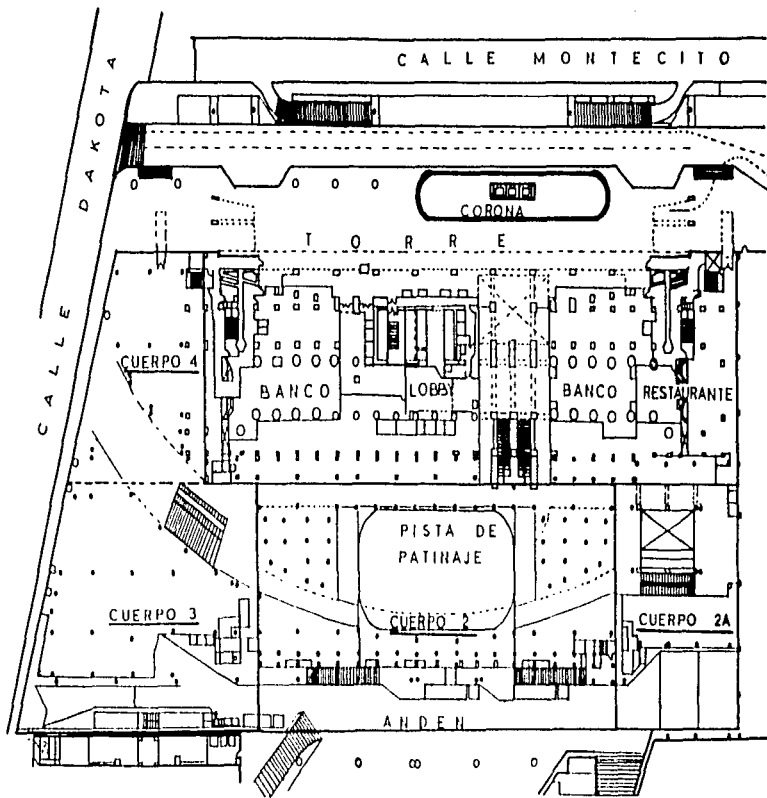 CALLE MONTECITO
CALLE DAKOTA
CORONA
TORRE
CUERPO 4
BANCO
LOBBY
BANCO
RESTAURANTE
PISTA DE
PATINAJE
CUERPO 3
CUERPO 2
CUERPO 2A
ANDEN